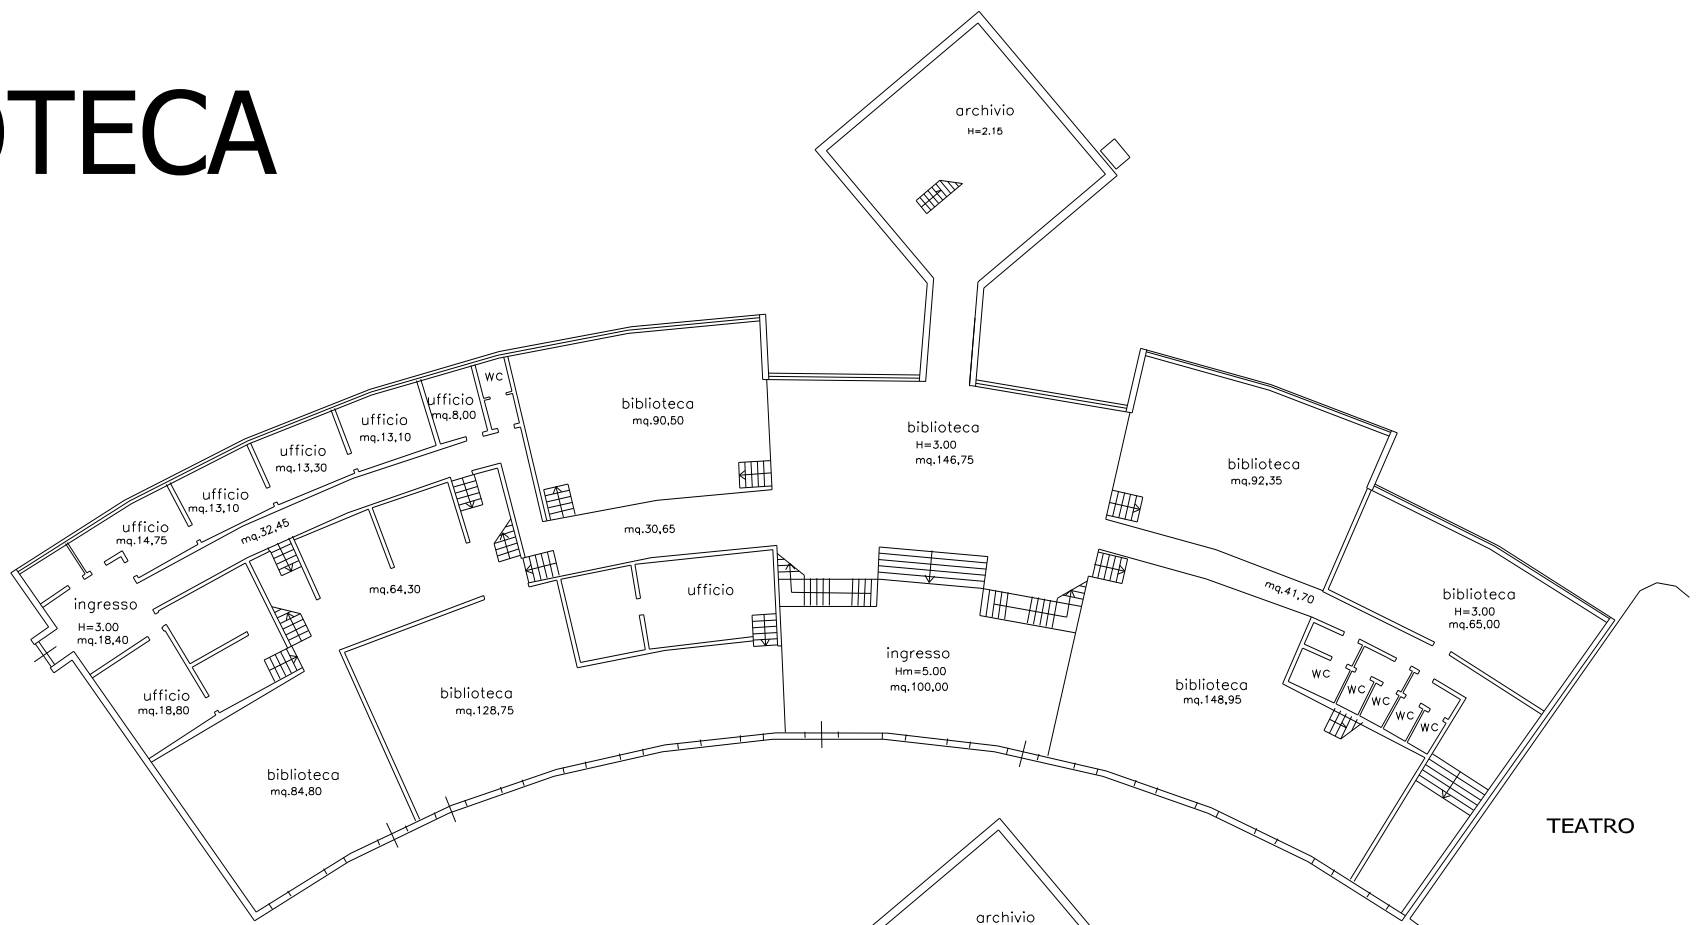 OTECA
archivio
H=2.15
WC
ufficio
mq.8,00
ufficio
mq.13,10
ufficio
mq.13,30
ufficio
mq.13,10
ufficio
mq.14,75
mq.32,45
biblioteca
mq.90,50
biblioteca
H=3.00
mq.146,75
biblioteca
mq.92,35
mq.30,65
mq.64,30
ufficio
mq.41,70
biblioteca
H=3.00
mq.65,00
ingresso
H=3.00
mq.18,40
ufficio
mq.18,80
biblioteca
mq.128,75
ingresso
Hm=5.00
mq.100,00
biblioteca
mq.148,95
WC
WC
WC
WC
WC
biblioteca
mq.84,80
TEATRO
archivio